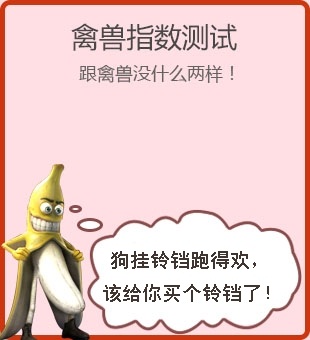 禽兽指数测试
跟禽兽没什么两样！
狗挂铃铛跑得欢，
该给你买个铃铛了！